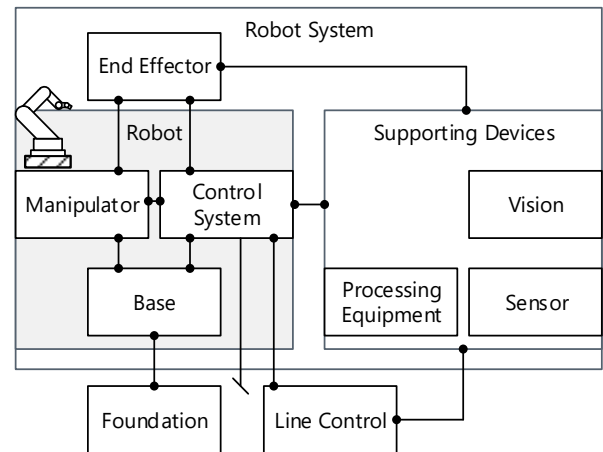 Robot System
End Effector
Robot
Supporting Devices
Manipulator
Control
System
Vision
Base
Processing
Equipment
Sensor
Foundation
Line Control